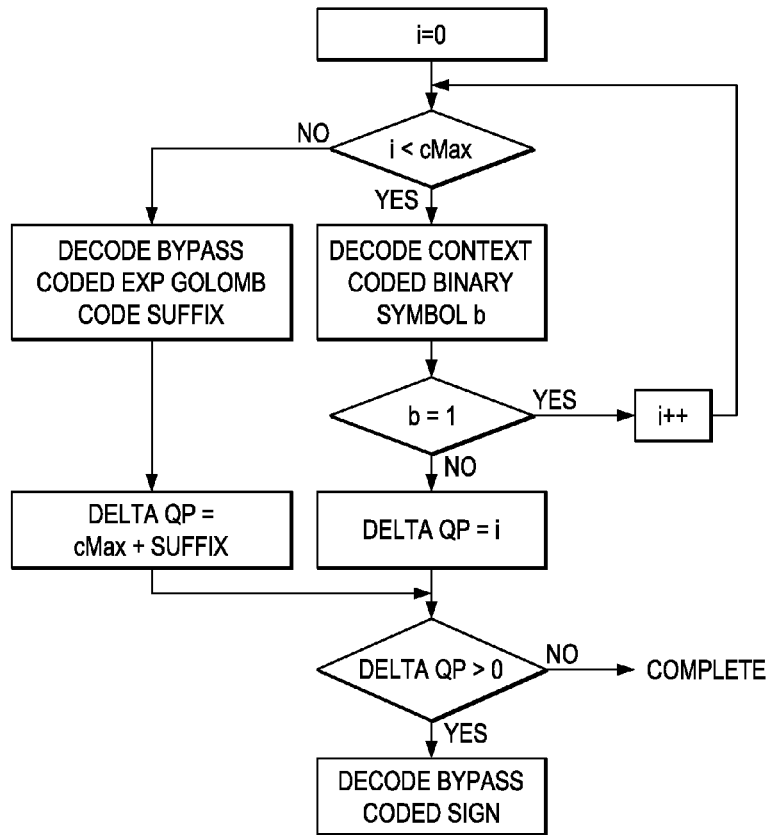 i=0
i < cMax
NO
YES
DECODE BYPASS
CODED EXP GOLOMB
CODE SUFFIX
DECODE CONTEXT
CODED BINARY
SYMBOL b
b = 1
YES
i++
NO
DELTA QP =
cMax + SUFFIX
DELTA QP = i
DELTA QP > 0
NO
COMPLETE
YES
DECODE BYPASS
CODED SIGN